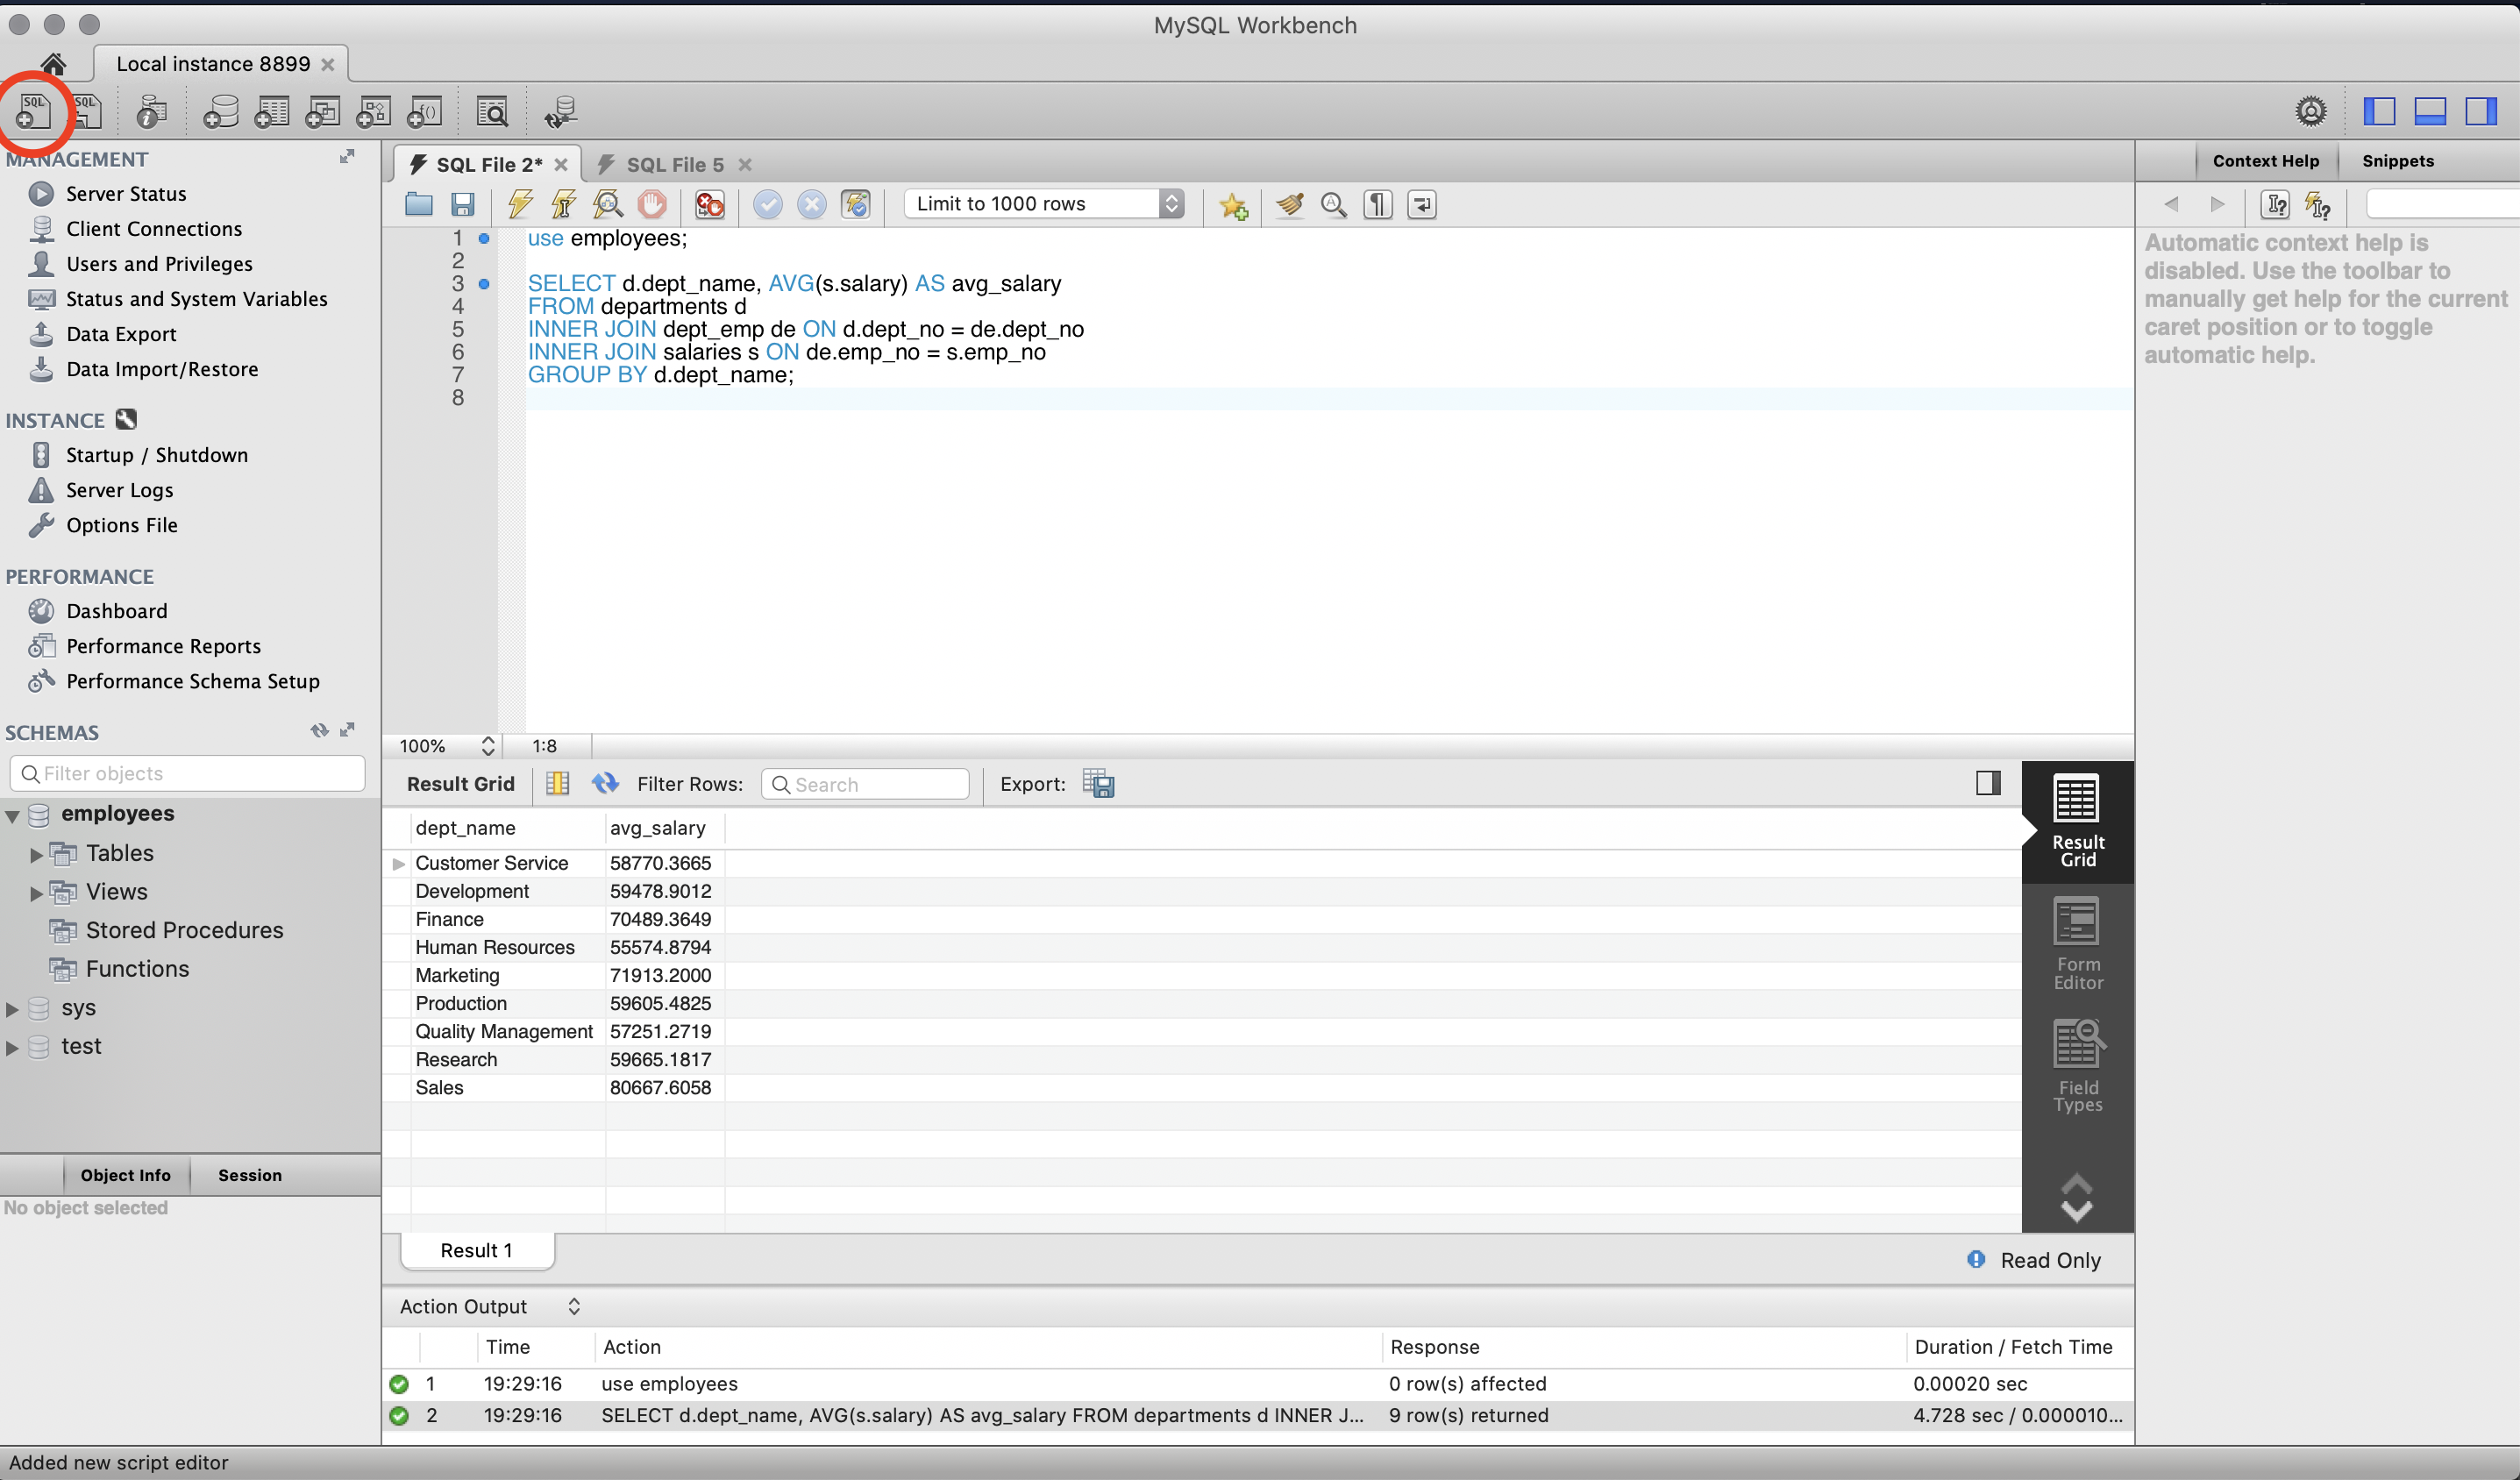 MySQL Workbench
Local instance 8899
SQL
SQL
MANAGEMENT
Server Status
Client Connections
Users and Privileges
Status and System Variables
Data Export
Data Import/Restore
INSTANCE
Startup / Shutdown
Server Logs
Options File
PERFORMANCE
Dashboard
Performance Reports
Performance Schema Setup
SCHEMAS
Filter objects
employees
Tables
Views
Stored Procedures
Functions
sys
test
Object Info Session
No object selected
SQL File 2* SQL File 5
Limit to 1000 rows
1 use employees;
2
3 SELECT d.dept_name, AVG(s.salary) AS avg_salary
4 FROM departments d
5 INNER JOIN dept_emp de ON d.dept_no = de.dept_no
6 INNER JOIN salaries s ON de.emp_no = s.emp_no
7 GROUP BY d.dept_name;
8
100% 1:8
Result Grid Filter Rows: Search Export:
dept_name avg_salary
Customer Service 58770.3665
Development 59478.9012
Finance 70489.3649
Human Resources 55574.8794
Marketing 71913.2000
Production 59605.4825
Quality Management 57251.2719
Research 59665.1817
Sales 80667.6058
Result
Grid
Form
Editor
Field
Types
Result 1
Read Only
Action Output
Time Action Response Duration / Fetch Time
1 19:29:16 use employees 0 row(s) affected 0.00020 sec
2 19:29:16 SELECT d.dept_name, AVG(s.salary) AS avg_salary FROM departments d INNER J... 9 row(s) returned 4.728 sec / 0.000010...
Context Help Snippets
Automatic context help is
disabled. Use the toolbar to
manually get help for the current
caret position or to toggle
automatic help.
Added new script editor